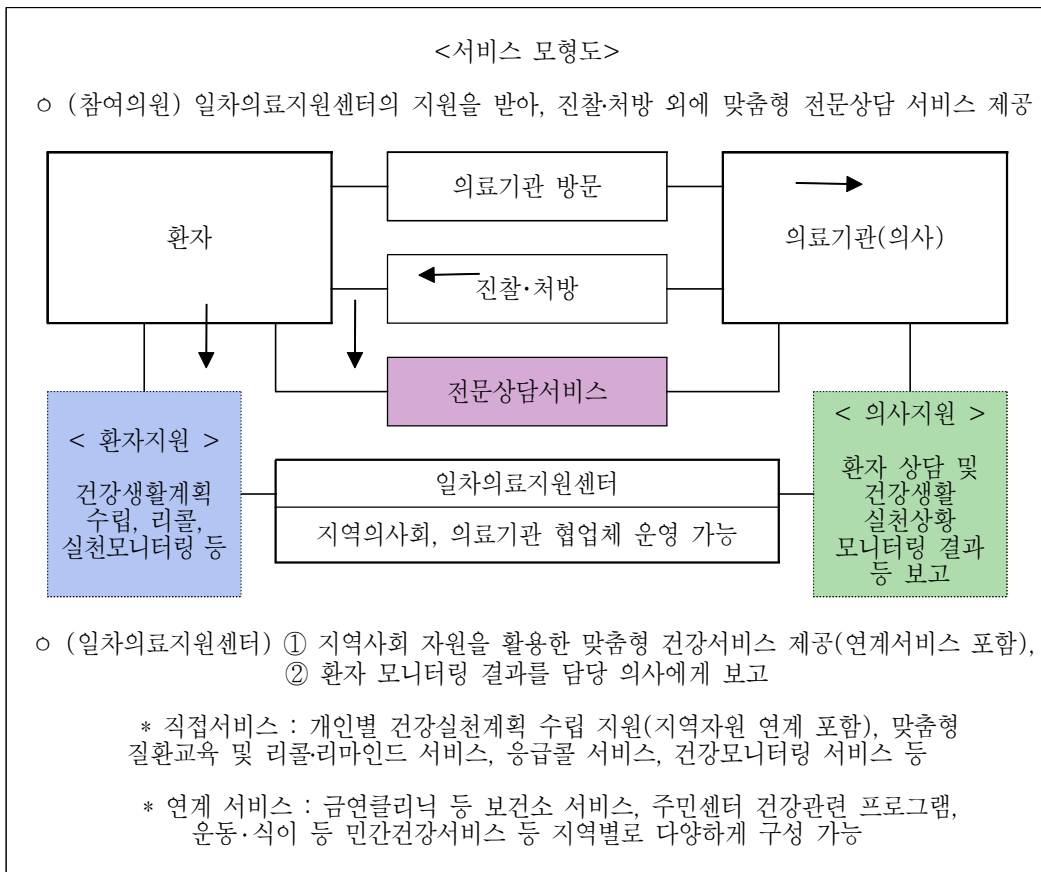 <서비스 모형도>
ㅇ (참여의원) 일차의료지원센터의 지원을 받아, 진찰·처방 외에 맞춤형 전문상담 서비스 제공
환자
의료기관 방문
의료기관(의사)
진찰·처방
전문상담서비스
< 환자지원 >
건강생활계획
수립, 리콜,
실천모니터링 등
일차의료지원센터
지역의사회, 의료기관 협업체 운영 가능
< 의사지원 >
환자 상담 및
건강생활
실천상황
모니터링 결과
등 보고
ㅇ (일차의료지원센터) ① 지역사회 자원을 활용한 맞춤형 건강서비스 제공(연계서비스 포함),
② 환자 모니터링 결과를 담당 의사에게 보고
* 직접서비스 : 개인별 건강실천계획 수립 지원(지역자원 연계 포함), 맞춤형
질환교육 및 리콜·리마인드 서비스, 응급콜 서비스, 건강모니터링 서비스 등
* 연계 서비스 : 금연클리닉 등 보건소 서비스, 주민센터 건강관련 프로그램,
운동·식이 등 민간건강서비스 등 지역별로 다양하게 구성 가능